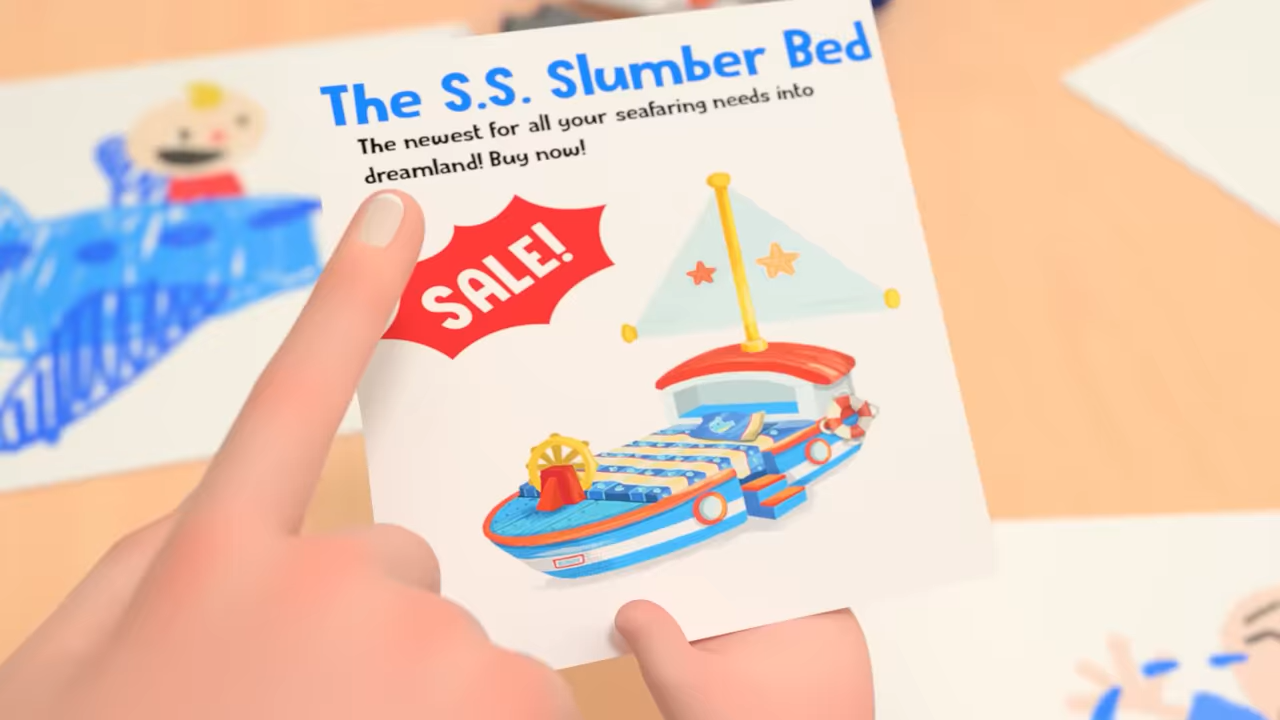 The S.S. Slumber Bed
The newest for all your seafaring needs into
dreamland! Buy now!
SALE!